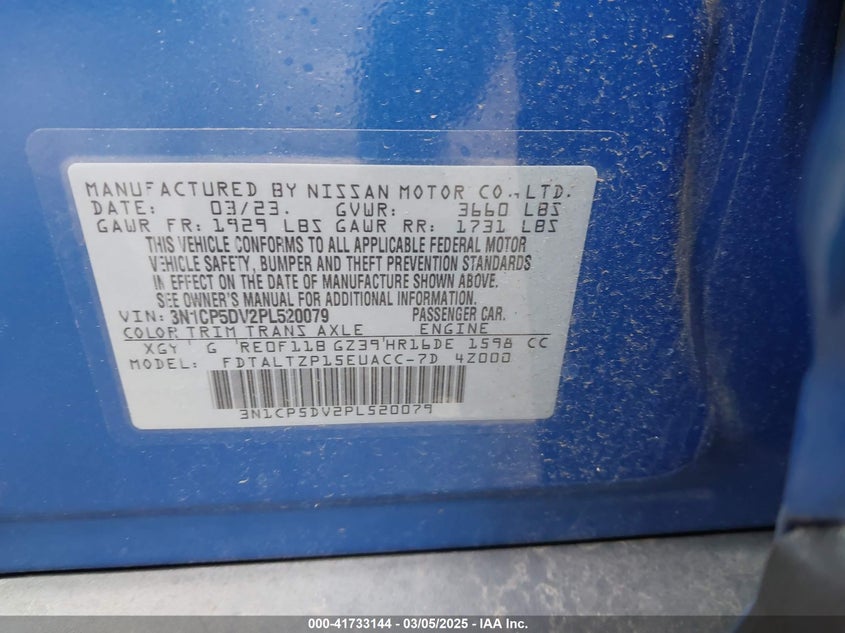 MANUFACTURED BY NISSAN MOTOR CO., LTD.
DATE: 03/23. GVWR: 3660 LBS
GAWR FR: 1929 LBS GAWR RR: 1731 LBS
THIS VEHICLE CONFORMS TO ALL APPLICABLE FEDERAL MOTOR
VEHICLE SAFETY, BUMPER AND THEFT PREVENTION STANDARDS
IN EFFECT ON THE DATE OF MANUFACTURE SHOWN ABOVE.
SEE OWNER'S MANUAL FOR ADDITIONAL INFORMATION.
VIN: 3N1CP5DV2PL520079 PASSENGER CAR.
COLOR TRIM TRANS AXLE ENGINE
XGY G RE0F11B GZ39 HR16DE 1598 CC
MODEL: FDTALTZP15EUACC-7D 4Z000
3N1CP5DV2PL520079
000-41733144 - 03/05/2025 - IAA Inc.